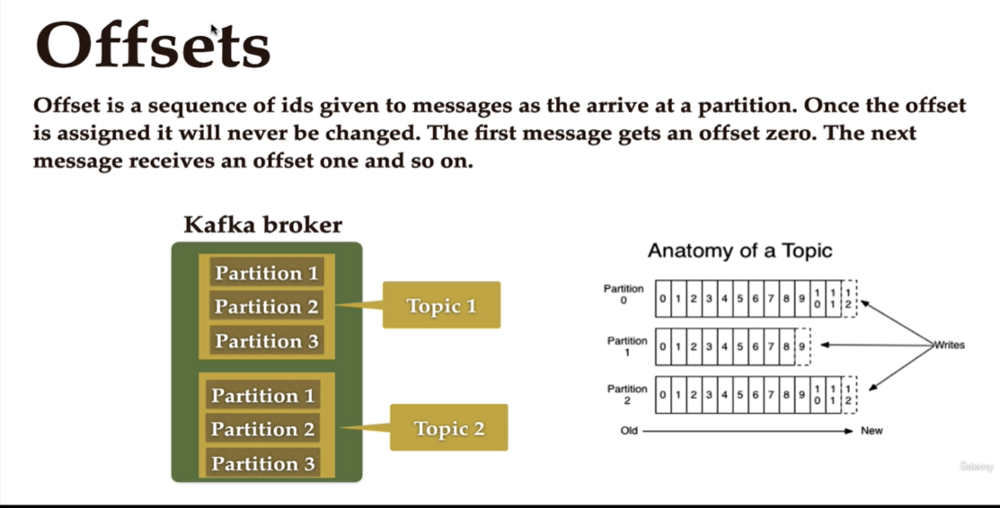 Offsets
Offset is a sequence of ids given to messages as the arrive at a partition. Once the offset
is assigned it will never be changed. The first message gets an offset zero. The next
message receives an offset one and so on.
Kafka broker
Partition 1
Partition 2
Partition 3
Topic 1
Partition 1
Partition 2
Partition 3
Topic 2
Anatomy of a Topic
Partition 0
0 1 2 3 4 5 6 7 8 9 10 11 12
Partition 1
0 1 2 3 4 5 6 7 8 9
Partition 2
0 1 2 3 4 5 6 7 8 9 10 11 12
Writes
Old
New
Udemy